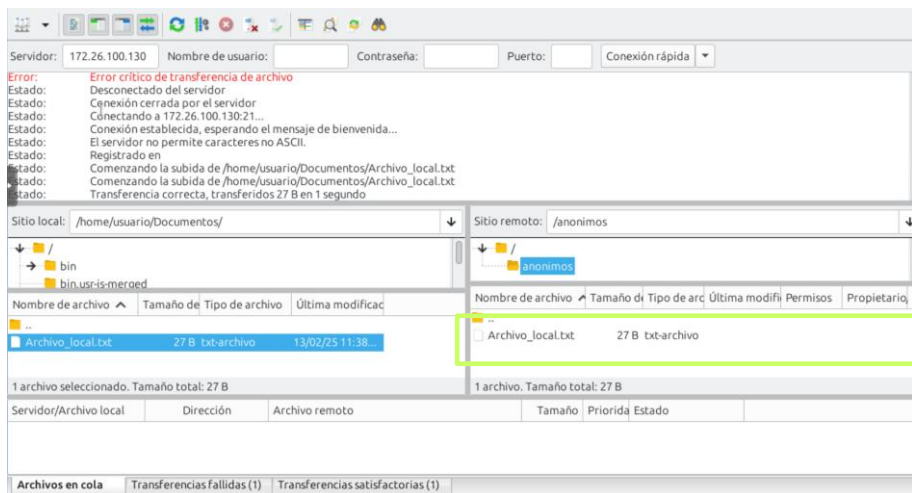 Servidor: 172.26.100.130 Nombre de usuario: Contraseña: Puerto: Conexión rápida
Error: Error crítico de transferencia de archivo
Estado: Desconectado del servidor
Estado: Conexión cerrada por el servidor
Estado: Conectando a 172.26.100.130:21...
Estado: Conexión establecida, esperando el mensaje de bienvenida...
Estado: El servidor no permite caracteres no ASCII.
Estado: Registrado en
Estado: Comenzando la subida de /home/usuario/Documentos/Archivo_local.txt
Estado: Comenzando la subida de /home/usuario/Documentos/Archivo_local.txt
Estado: Transferencia correcta, transferidos 27 B en 1 segundo
Sitio local: /home/usuario/Documentos/
/
bin
bin.usr-is-merged
Nombre de archivo Tamaño de Tipo de archivo Última modificac
..
Archivo_local.txt 27 B txt-archivo 13/02/25 11:38...
1 archivo seleccionado. Tamaño total: 27 B
Sitio remoto: /anonimos
/
anonimos
Nombre de archivo Tamaño de Tipo de arc Última modifi Permisos Propietario,
..
Archivo_local.txt 27 B txt-archivo
1 archivo. Tamaño total: 27 B
Servidor/Archivo local Dirección Archivo remoto Tamaño Priorida Estado
Archivos en cola Transferencias fallidas (1) Transferencias satisfactorias (1)